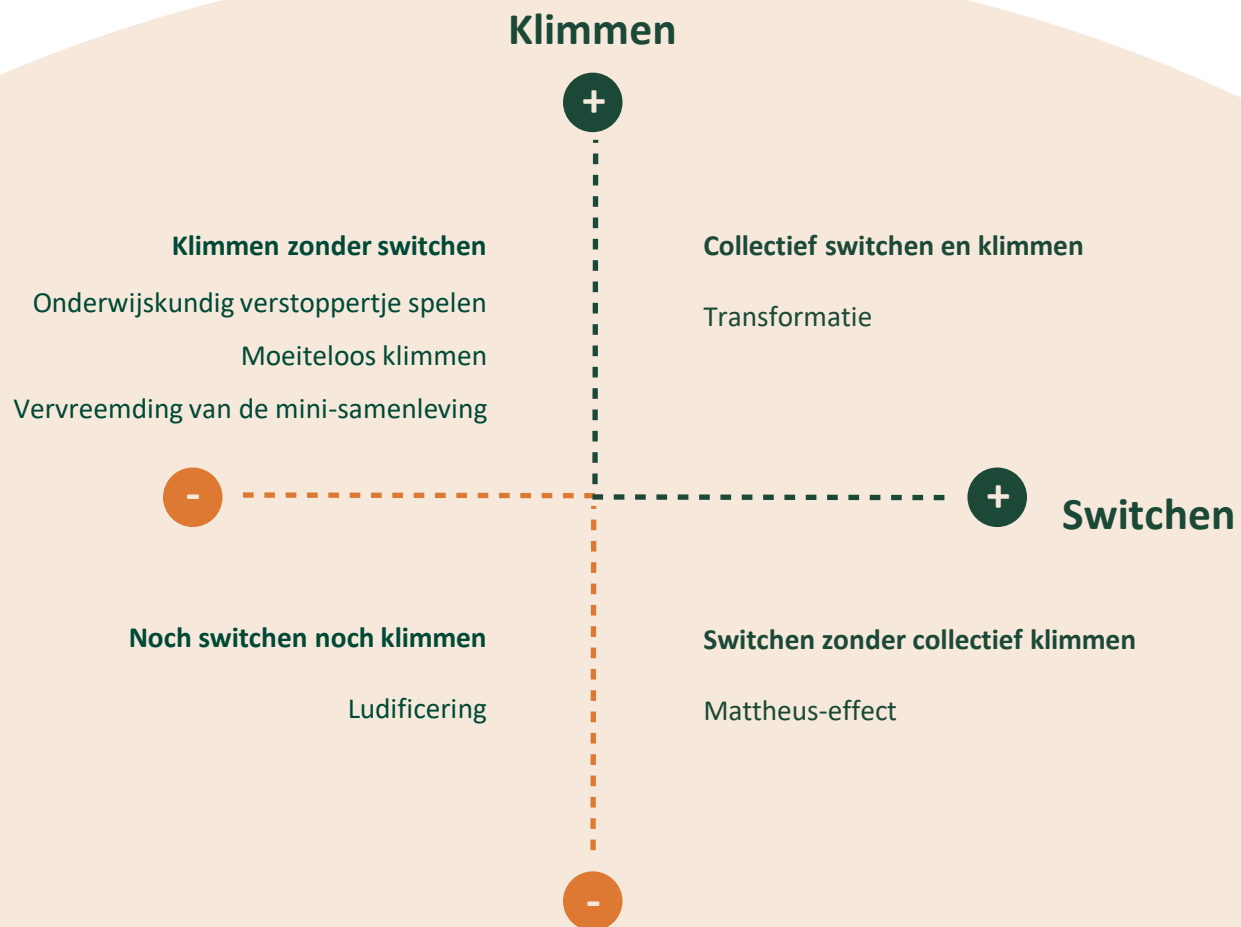 Klimmen
+
Klimmen zonder switchen
Onderwijskundig verstoppertje spelen
Moeiteloos klimmen
Vervreemding van de mini-samenleving
Collectief switchen en klimmen
Transformatie
-
+
Switchen
Noch switchen noch klimmen
Ludificering
Switchen zonder collectief klimmen
Mattheus-effect
-